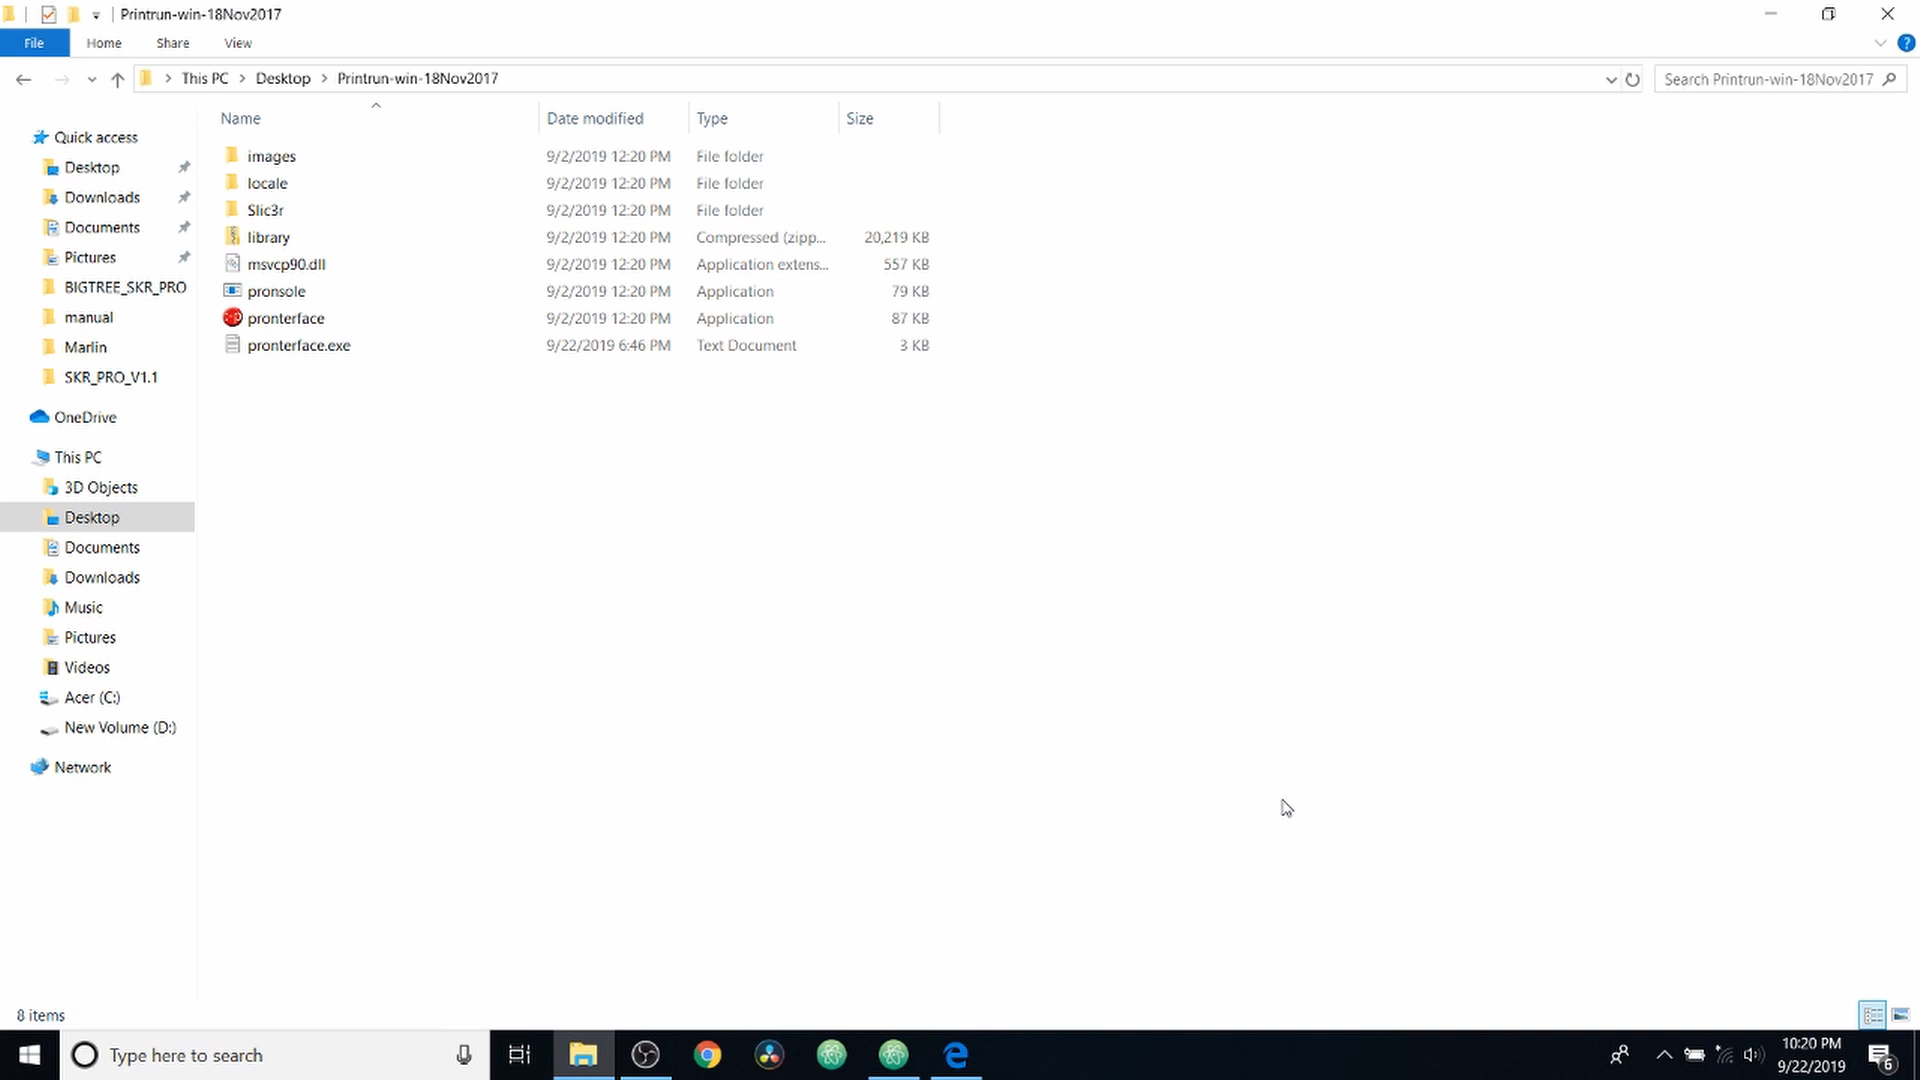 Printrun-win-18Nov2017
File Home Share View
This PC Desktop Printrun-win-18Nov2017 Search Printrun-win-18Nov2017
Name Date modified Type Size
images 9/2/2019 12:20 PM File folder
locale 9/2/2019 12:20 PM File folder
Slic3r 9/2/2019 12:20 PM File folder
library 9/2/2019 12:20 PM Compressed (zipp... 20,219 KB
msvcp90.dll 9/2/2019 12:20 PM Application extens... 557 KB
pronsole 9/2/2019 12:20 PM Application 79 KB
pronterface 9/2/2019 12:20 PM Application 87 KB
pronterface.exe 9/22/2019 6:46 PM Text Document 3 KB
Quick access
Desktop
Downloads
Documents
Pictures
BIGTREE_SKR_PRO
manual
Marlin
SKR_PRO_V1.1
OneDrive
This PC
3D Objects
Desktop
Documents
Downloads
Music
Pictures
Videos
Acer (C:)
New Volume (D:)
Network
8 items
Type here to search
10:20 PM
9/22/2019
6